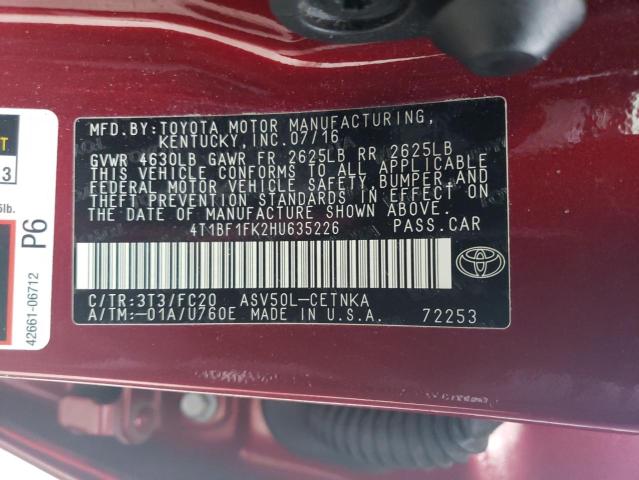 MFD.BY:TOYOTA MOTOR MANUFACTURING,
KENTUCKY,INC.07/16
GVWR 4630LB GAWR FR 2625LB RR 2625LB
THIS VEHICLE CONFORMS TO ALL APPLICABLE
FEDERAL MOTOR VEHICLE SAFETY,BUMPER,AND
THEFT PREVENTION STANDARDS IN EFFECT ON
THE DATE OF MANUFACTURE SHOWN ABOVE.
4T1BF1FK2HU635226 PASS.CAR
C/TR:3T3/FC20 ASV50L-CETNKA
A/TM:-01A/U760E MADE IN U.S.A. 72253
T
3
lb.
P6
42661-06712